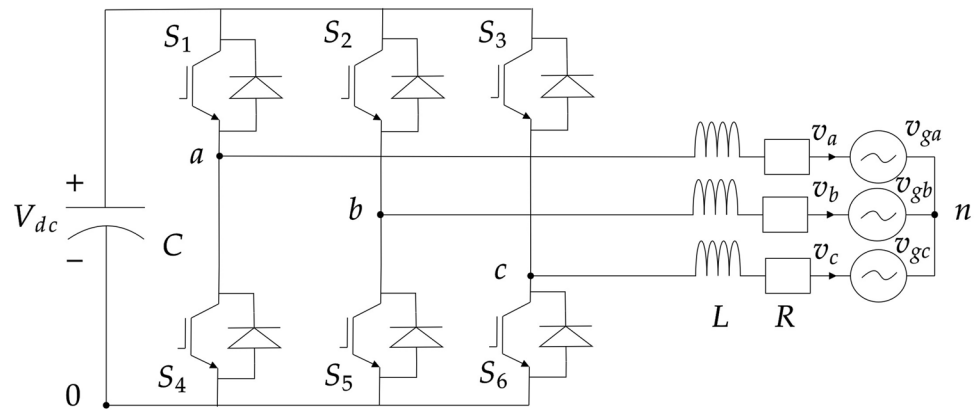 S1 S2 S3
va vga
a
vb vgb
+
Vdc
b n
C
−
vc vgc
c
L R
S4 S5 S6
0